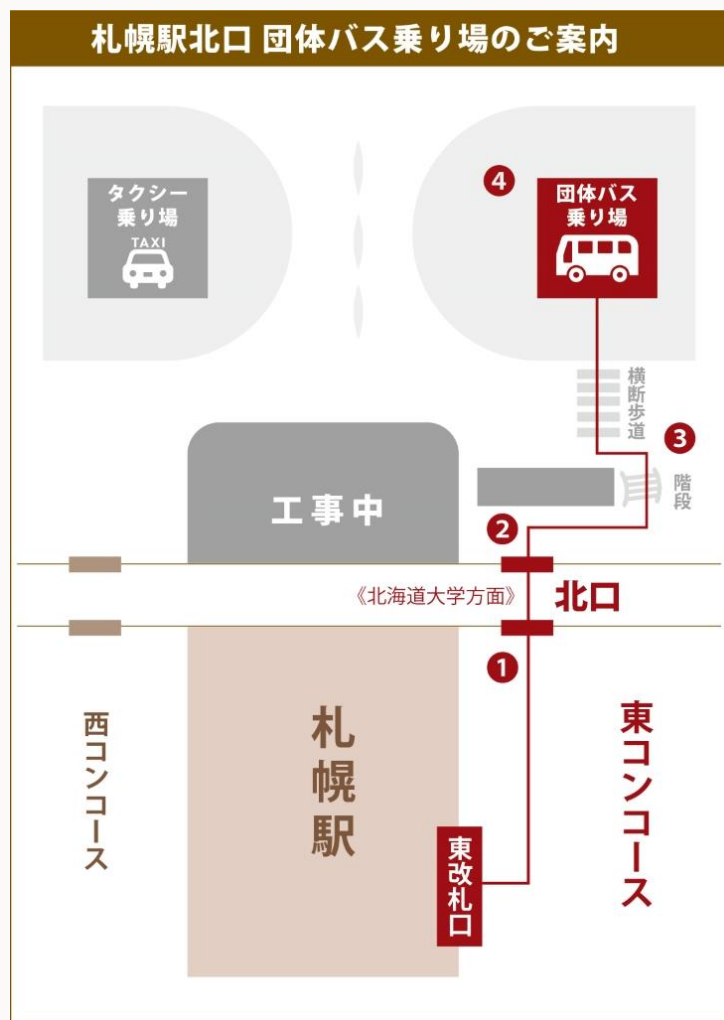 札幌駅北口 団体バス乗り場のご案内
タクシー
乗り場
TAXI
4
団体バス
乗り場
横断歩道
3
階段
工事中
2
《北海道大学方面》
北口
1
西コンコース
札幌駅
東改札口
東コンコース